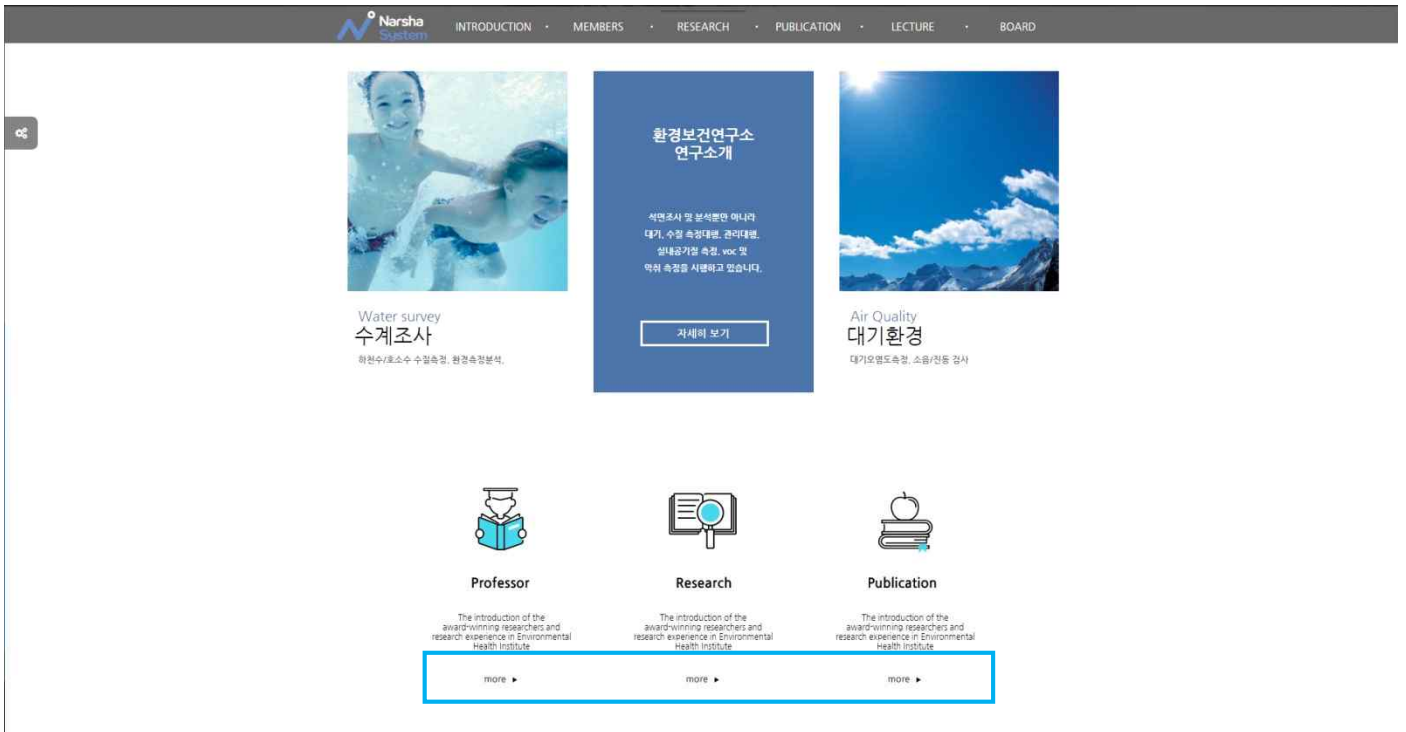 Narsha
System
INTRODUCTION · MEMBERS · RESEARCH · PUBLICATION · LECTURE · BOARD
환경보건연구소
연구소개
석면조사 및 분석뿐만 아니라
대기, 수질 측정대행, 관리대행,
실내공기질 측정, voc 및
악취 측정을 시행하고 있습니다.
자세히 보기
Water survey
수계조사
하천수/호소수 수질측정, 환경측정분석,
Air Quality
대기환경
대기오염도측정, 소음/진동 검사
Professor
The introduction of the
award-winning researchers and
research experience in Environmental
Health Institute
more ▸
Research
The introduction of the
award-winning researchers and
research experience in Environmental
Health Institute
more ▸
Publication
The introduction of the
award-winning researchers and
research experience in Environmental
Health Institute
more ▸